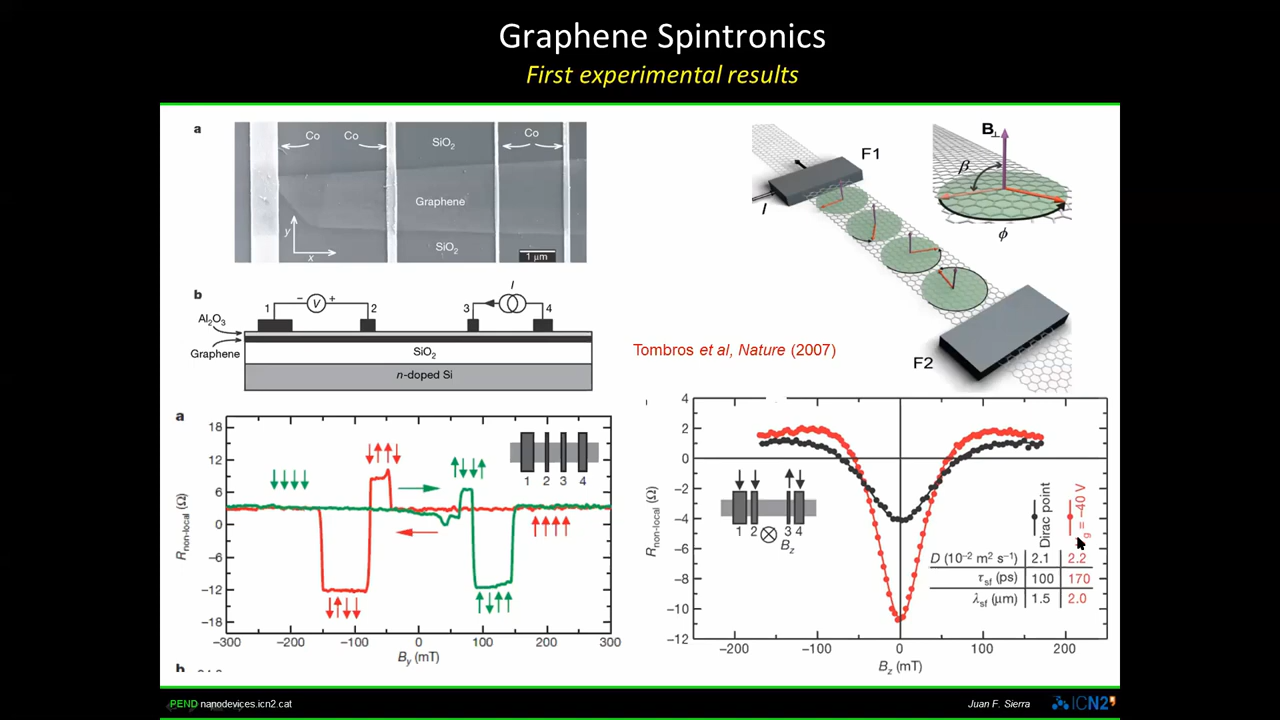 Graphene Spintronics
First experimental results
a
Co Co SiO₂ Co
Graphene
y
x
SiO₂
1 µm
b
1 − V + 2 3 I 4
Al₂O₃
Graphene
SiO₂
n-doped Si
F1
I
F2
B⊥
β
ϕ
Tombros et al, Nature (2007)
a
18
12
6
0
−6
−12
−18
R non-local (Ω)
1 2 3 4
−300 −200 −100 0 100 200 300
B y (mT)
b
4
2
0
−2
−4
−6
−8
−10
−12
R non-local (Ω)
1 2 3 4
B z
Dirac point
g = −40 V
D (10⁻² m² s⁻¹) 2.1 2.2
τ sf (ps) 100 170
λ sf (µm) 1.5 2.0
−200 −100 0 100 200
B z (mT)
PEND nanodevices.icn2.cat
Juan F. Sierra
ICN2